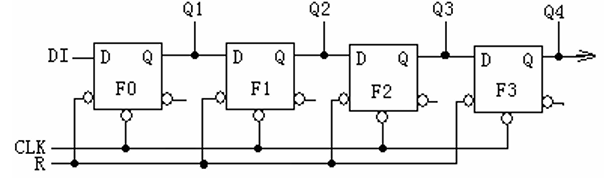 Q1 Q2 Q3 Q4
DI D Q D Q D Q D Q
F0 F1 F2 F3
CLK
R